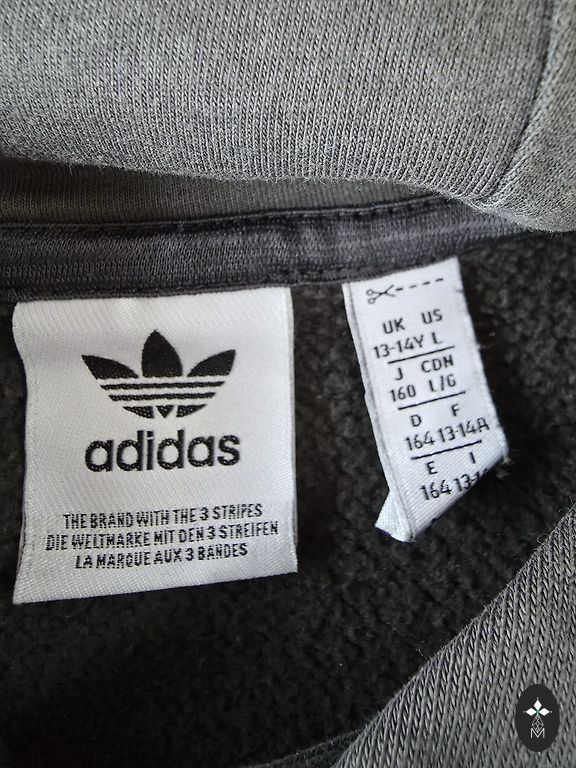 adidas
THE BRAND WITH THE 3 STRIPES
DIE WELTMARKE MIT DEN 3 STREIFEN
LA MARQUE AUX 3 BANDES
UK US
13-14Y L
J CDN
160 L/G
D F
164 13-14A
E I
164
M